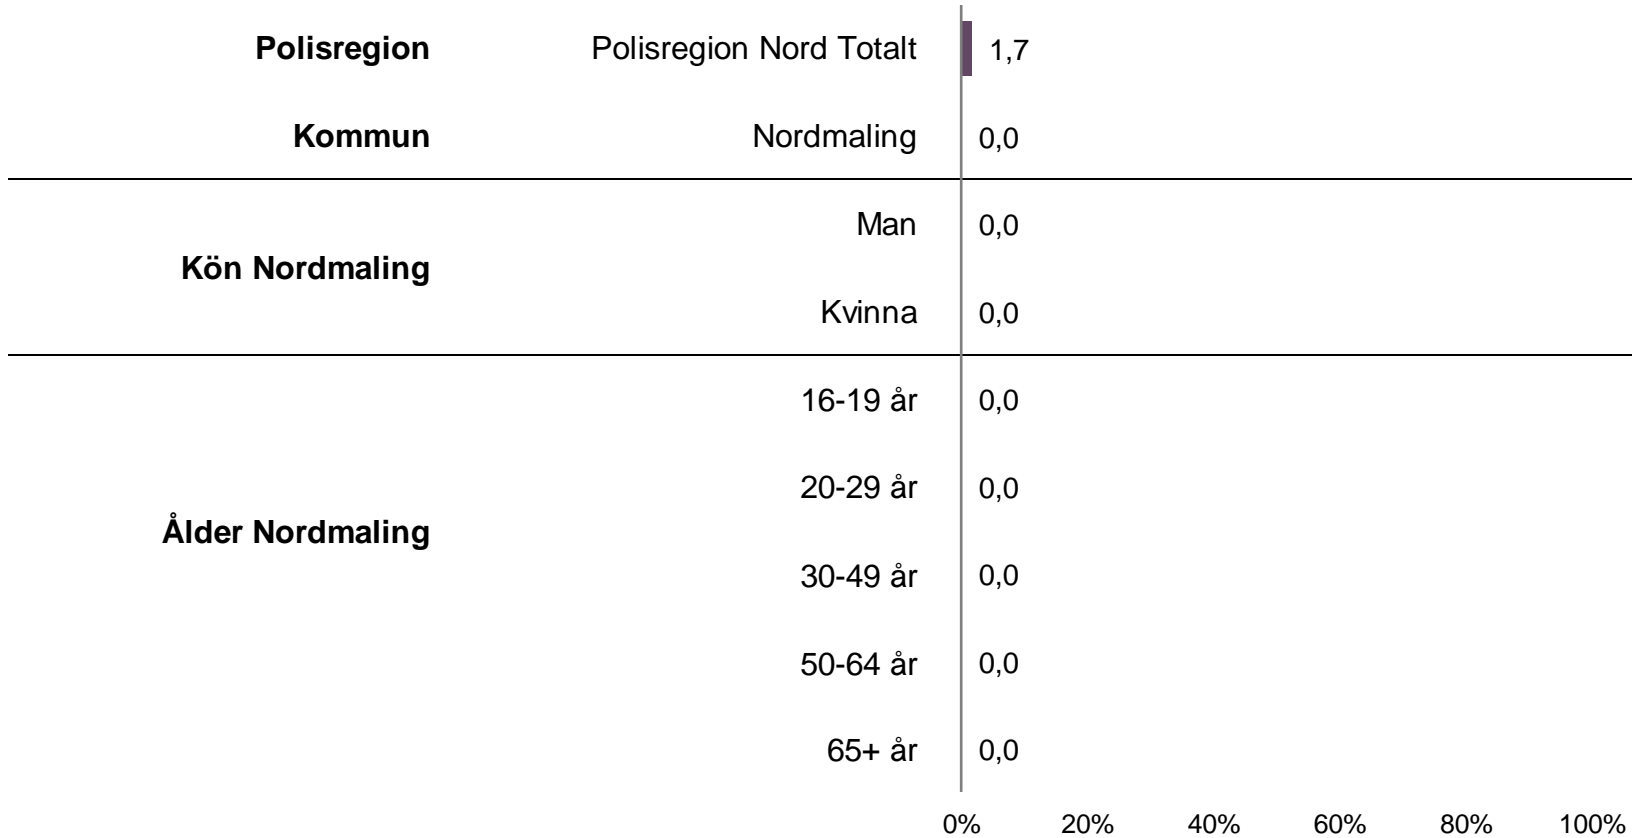 Polisregion Polisregion Nord Totalt 1,7
Kommun Nordmaling 0,0
Man 0,0
Kön Nordmaling
Kvinna 0,0
16-19 år 0,0
20-29 år 0,0
Ålder Nordmaling
30-49 år 0,0
50-64 år 0,0
65+ år 0,0
0% 20% 40% 60% 80% 100%